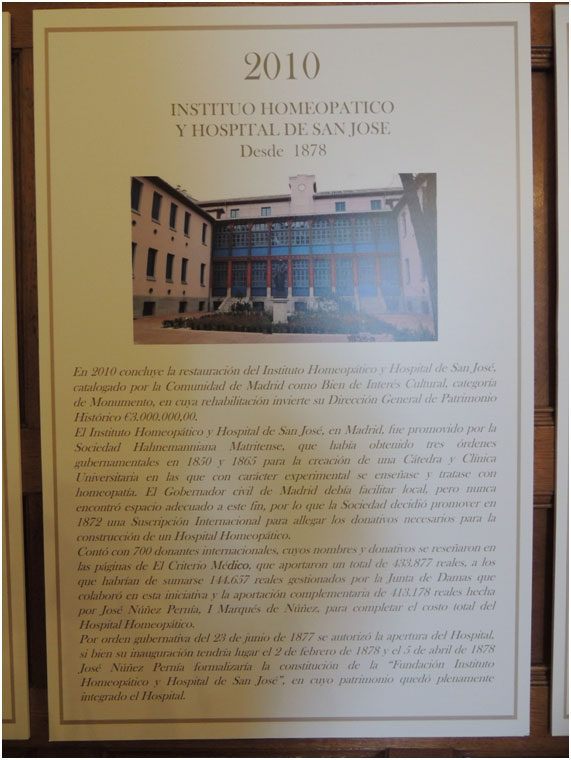 2010
INSTITUO HOMEOPATICO
Y HOSPITAL DE SAN JOSE
Desde 1878
En 2010 concluye la restauración del Instituto Homeopático y Hospital de San José,
catalogado por la Comunidad de Madrid como Bien de Interés Cultural, categoría
de Monumento, en cuya rehabilitación invierte su Dirección General de Patrimonio
Histórico €3.000.000,00.
El Instituto Homeopático y Hospital de San José, en Madrid, fue promovido por la
Sociedad Hahnemanniana Matritense, que había obtenido tres órdenes
gubernamentales en 1850 y 1865 para la creación de una Cátedra y Clínica
Universitaria en las que con carácter experimental se enseñase y tratase con
homeopatía. El Gobernador civil de Madrid debía facilitar local, pero nunca
encontró espacio adecuado a este fin, por lo que la Sociedad decidió promover en
1872 una Suscripción Internacional para allegar los donativos necesarios para la
construcción de un Hospital Homeopático.
Contó con 700 donantes internacionales, cuyos nombres y donativos se reseñaron en
las páginas de El Criterio Médico, que aportaron un total de 433.877 reales, a los
que habrían de sumarse 144.657 reales gestionados por la Junta de Damas que
colaboró en esta iniciativa y la aportación complementaria de 413.178 reales hecha
por José Núñez Pernía, I Marqués de Núñez, para completar el costo total del
Hospital Homeopático.
Por orden gubernativa del 23 de junio de 1877 se autorizó la apertura del Hospital,
si bien su inauguración tendría lugar el 2 de febrero de 1878 y el 5 de abril de 1878
José Núñez Pernía formalizaría la constitución de la “Fundación Instituto
Homeopático y Hospital de San José”, en cuyo patrimonio quedó plenamente
integrado el Hospital.